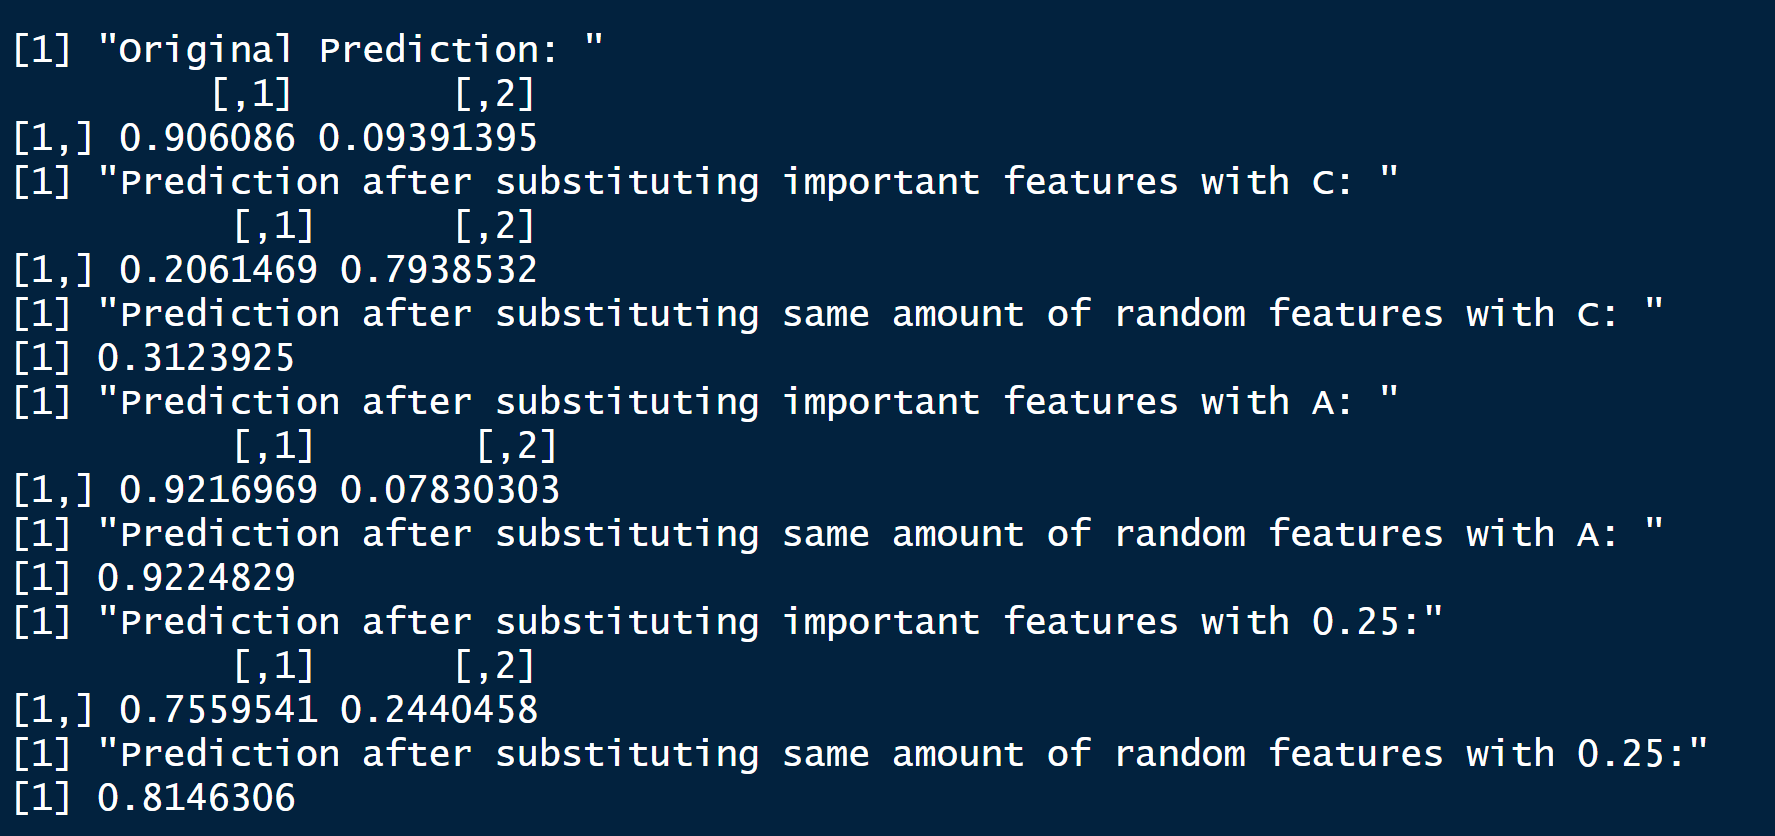 [1] "Original Prediction: "
         [,1]       [,2]
[1,] 0.906086 0.09391395
[1] "Prediction after substituting important features with C: "
          [,1]      [,2]
[1,] 0.2061469 0.7938532
[1] "Prediction after substituting same amount of random features with C: "
[1] 0.3123925
[1] "Prediction after substituting important features with A: "
          [,1]       [,2]
[1,] 0.9216969 0.07830303
[1] "Prediction after substituting same amount of random features with A: "
[1] 0.9224829
[1] "Prediction after substituting important features with 0.25:"
          [,1]      [,2]
[1,] 0.7559541 0.2440458
[1] "Prediction after substituting same amount of random features with 0.25:"
[1] 0.8146306